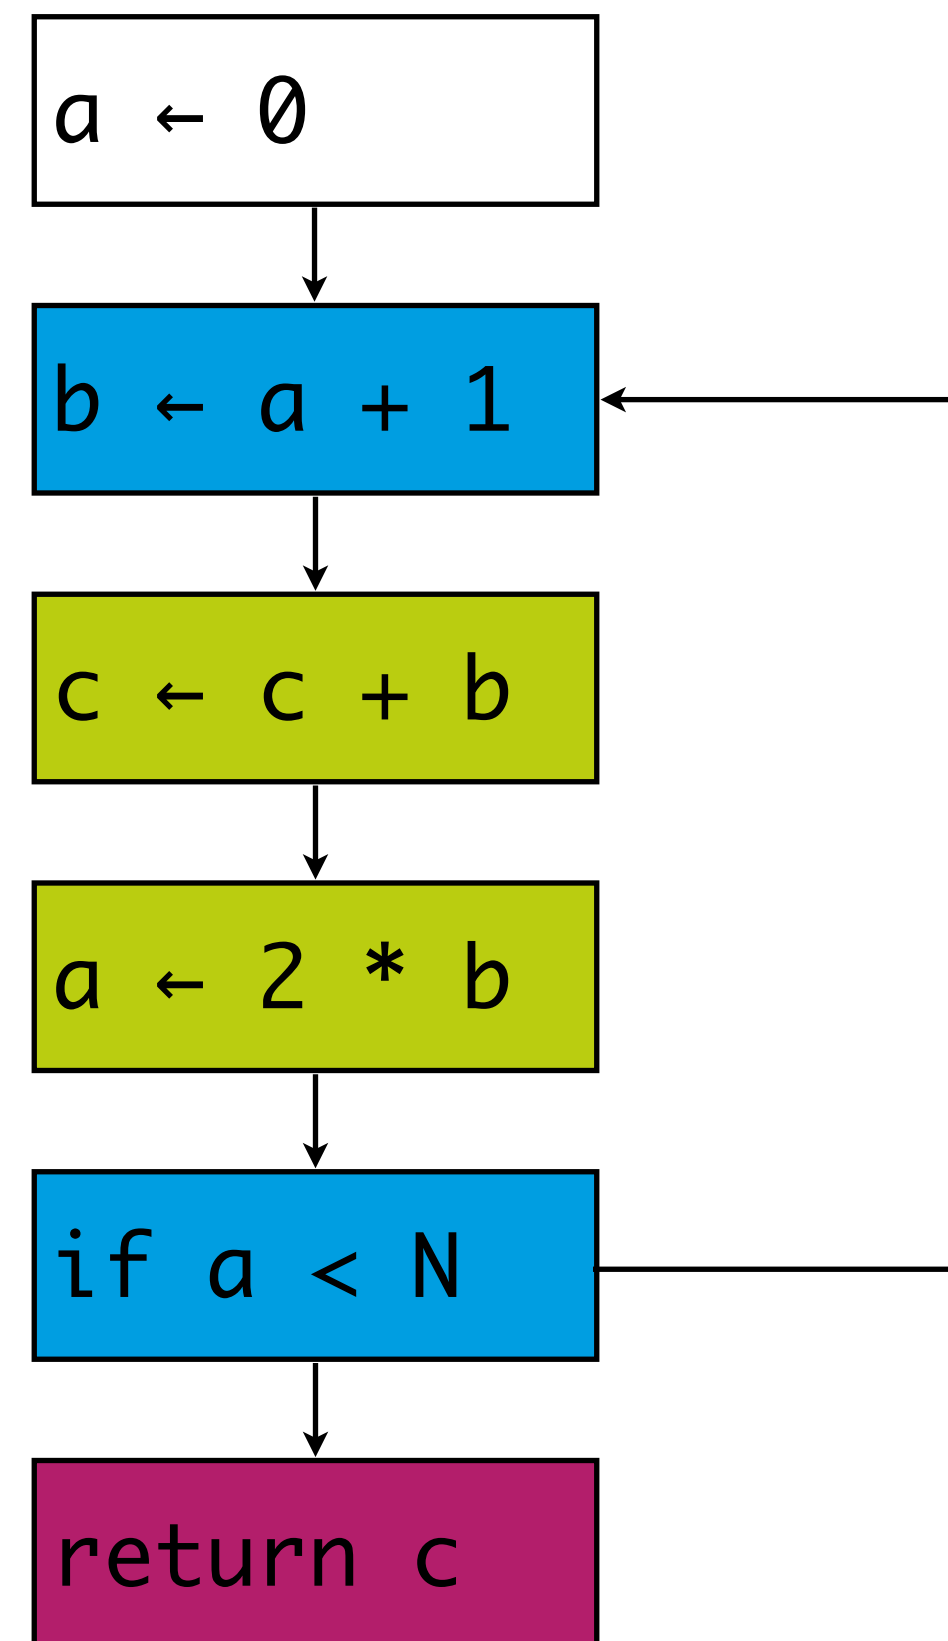 a ← 0
b ← a + 1
c ← c + b
a ← 2 * b
if a < N
return c